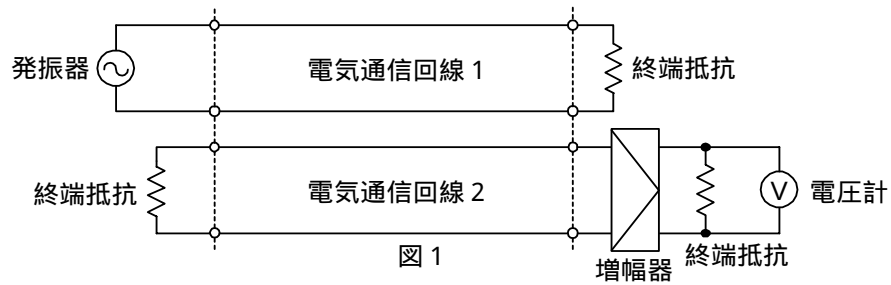 発振器
電気通信回線 1
終端抵抗
終端抵抗
電気通信回線 2
V
電圧計
図 1
増幅器
終端抵抗